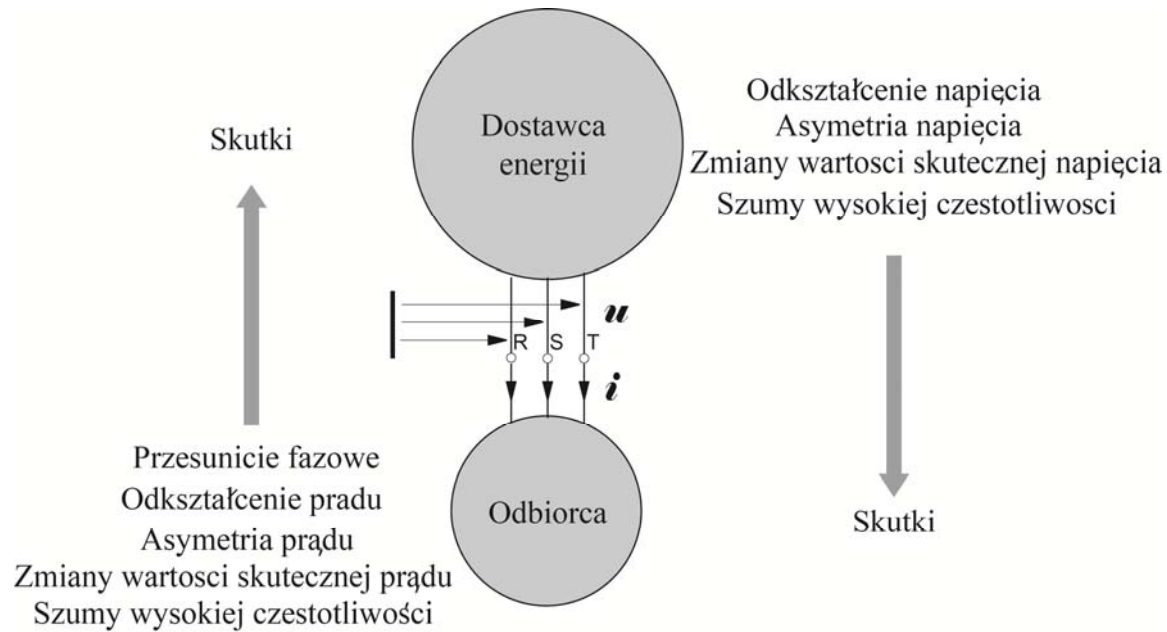 Skutki
Dostawca
energii
Odkształcenie napięcia
Asymetria napięcia
Zmiany wartosci skutecznej napięcia
Szumy wysokiej czestotliwosci
u
R S T
i
Przesunicie fazowe
Odkształcenie pradu
Asymetria prądu
Zmiany wartosci skutecznej prądu
Szumy wysokiej czestotliwości
Odbiorca
Skutki